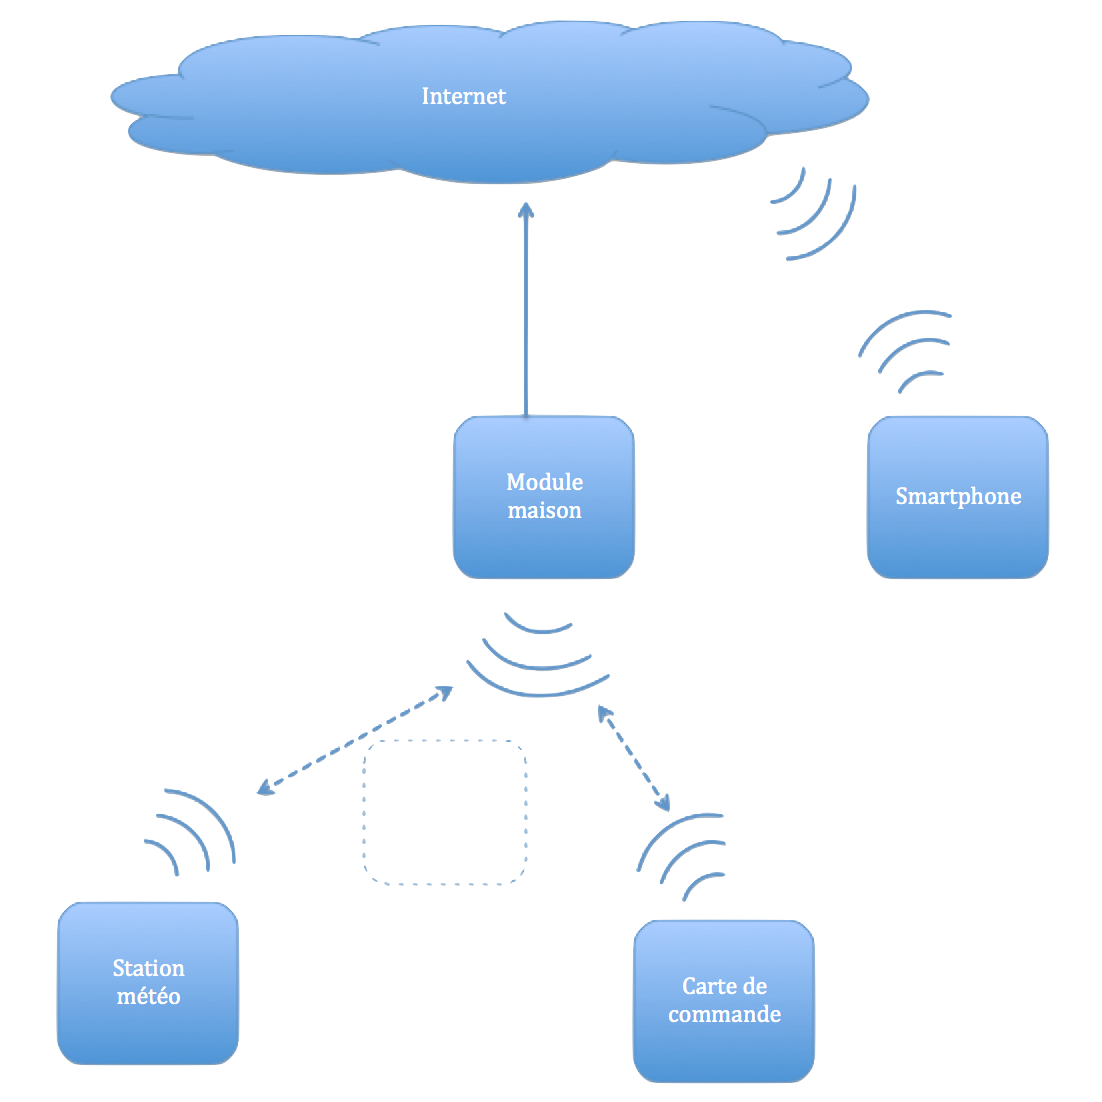 Internet
Module
maison
Smartphone
Station
météo
Carte de
commande